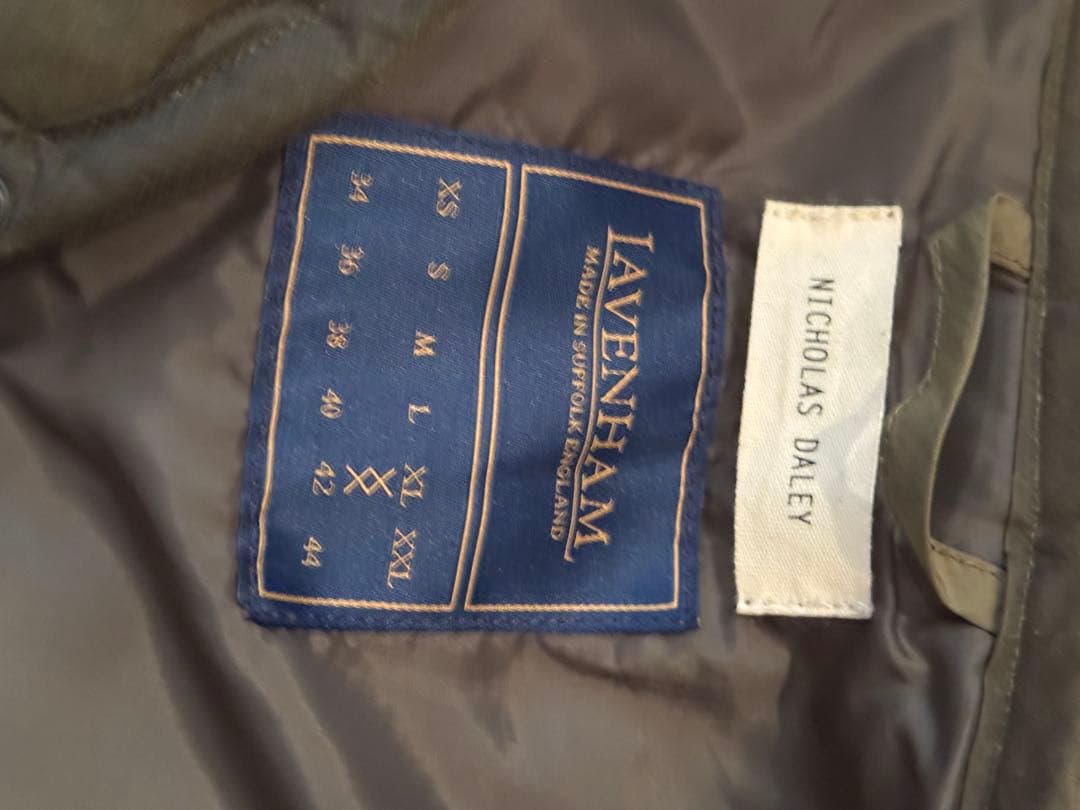 NICHOLAS DALEY
LAVENHAM
MADE IN SUFFOLK ENGLAND
XS S M L XL XXL
34 36 38 40 42 44